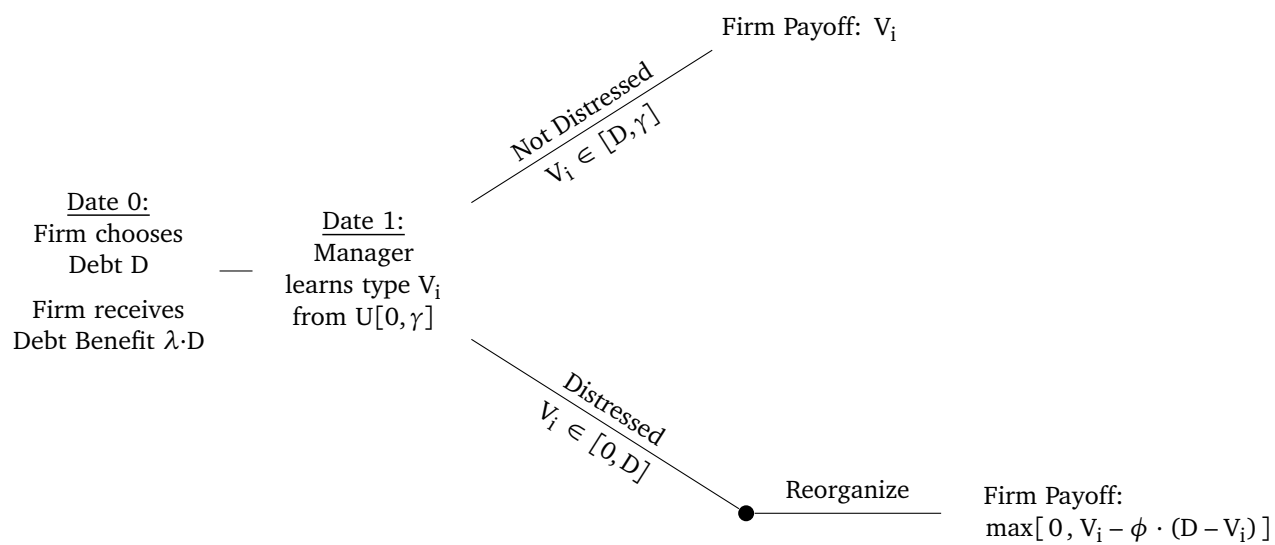 Firm Payoff: Vᵢ
Not Distressed
Vᵢ ∈ [D, γ]
Date 0:
Firm chooses
Debt D
Firm receives
Debt Benefit λ·D
Date 1:
Manager
learns type Vᵢ
from U[0, γ]
Distressed
Vᵢ ∈ [0, D]
Reorganize
Firm Payoff:
max[ 0 , Vᵢ – ϕ · (D – Vᵢ) ]